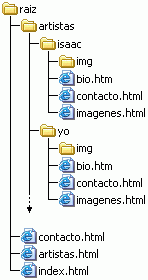 raiz
artistas
isaac
img
bio.htm
contacto.html
imagenes.html
yo
img
bio.htm
contacto.html
imagenes.html
contacto.html
artistas.html
index.html